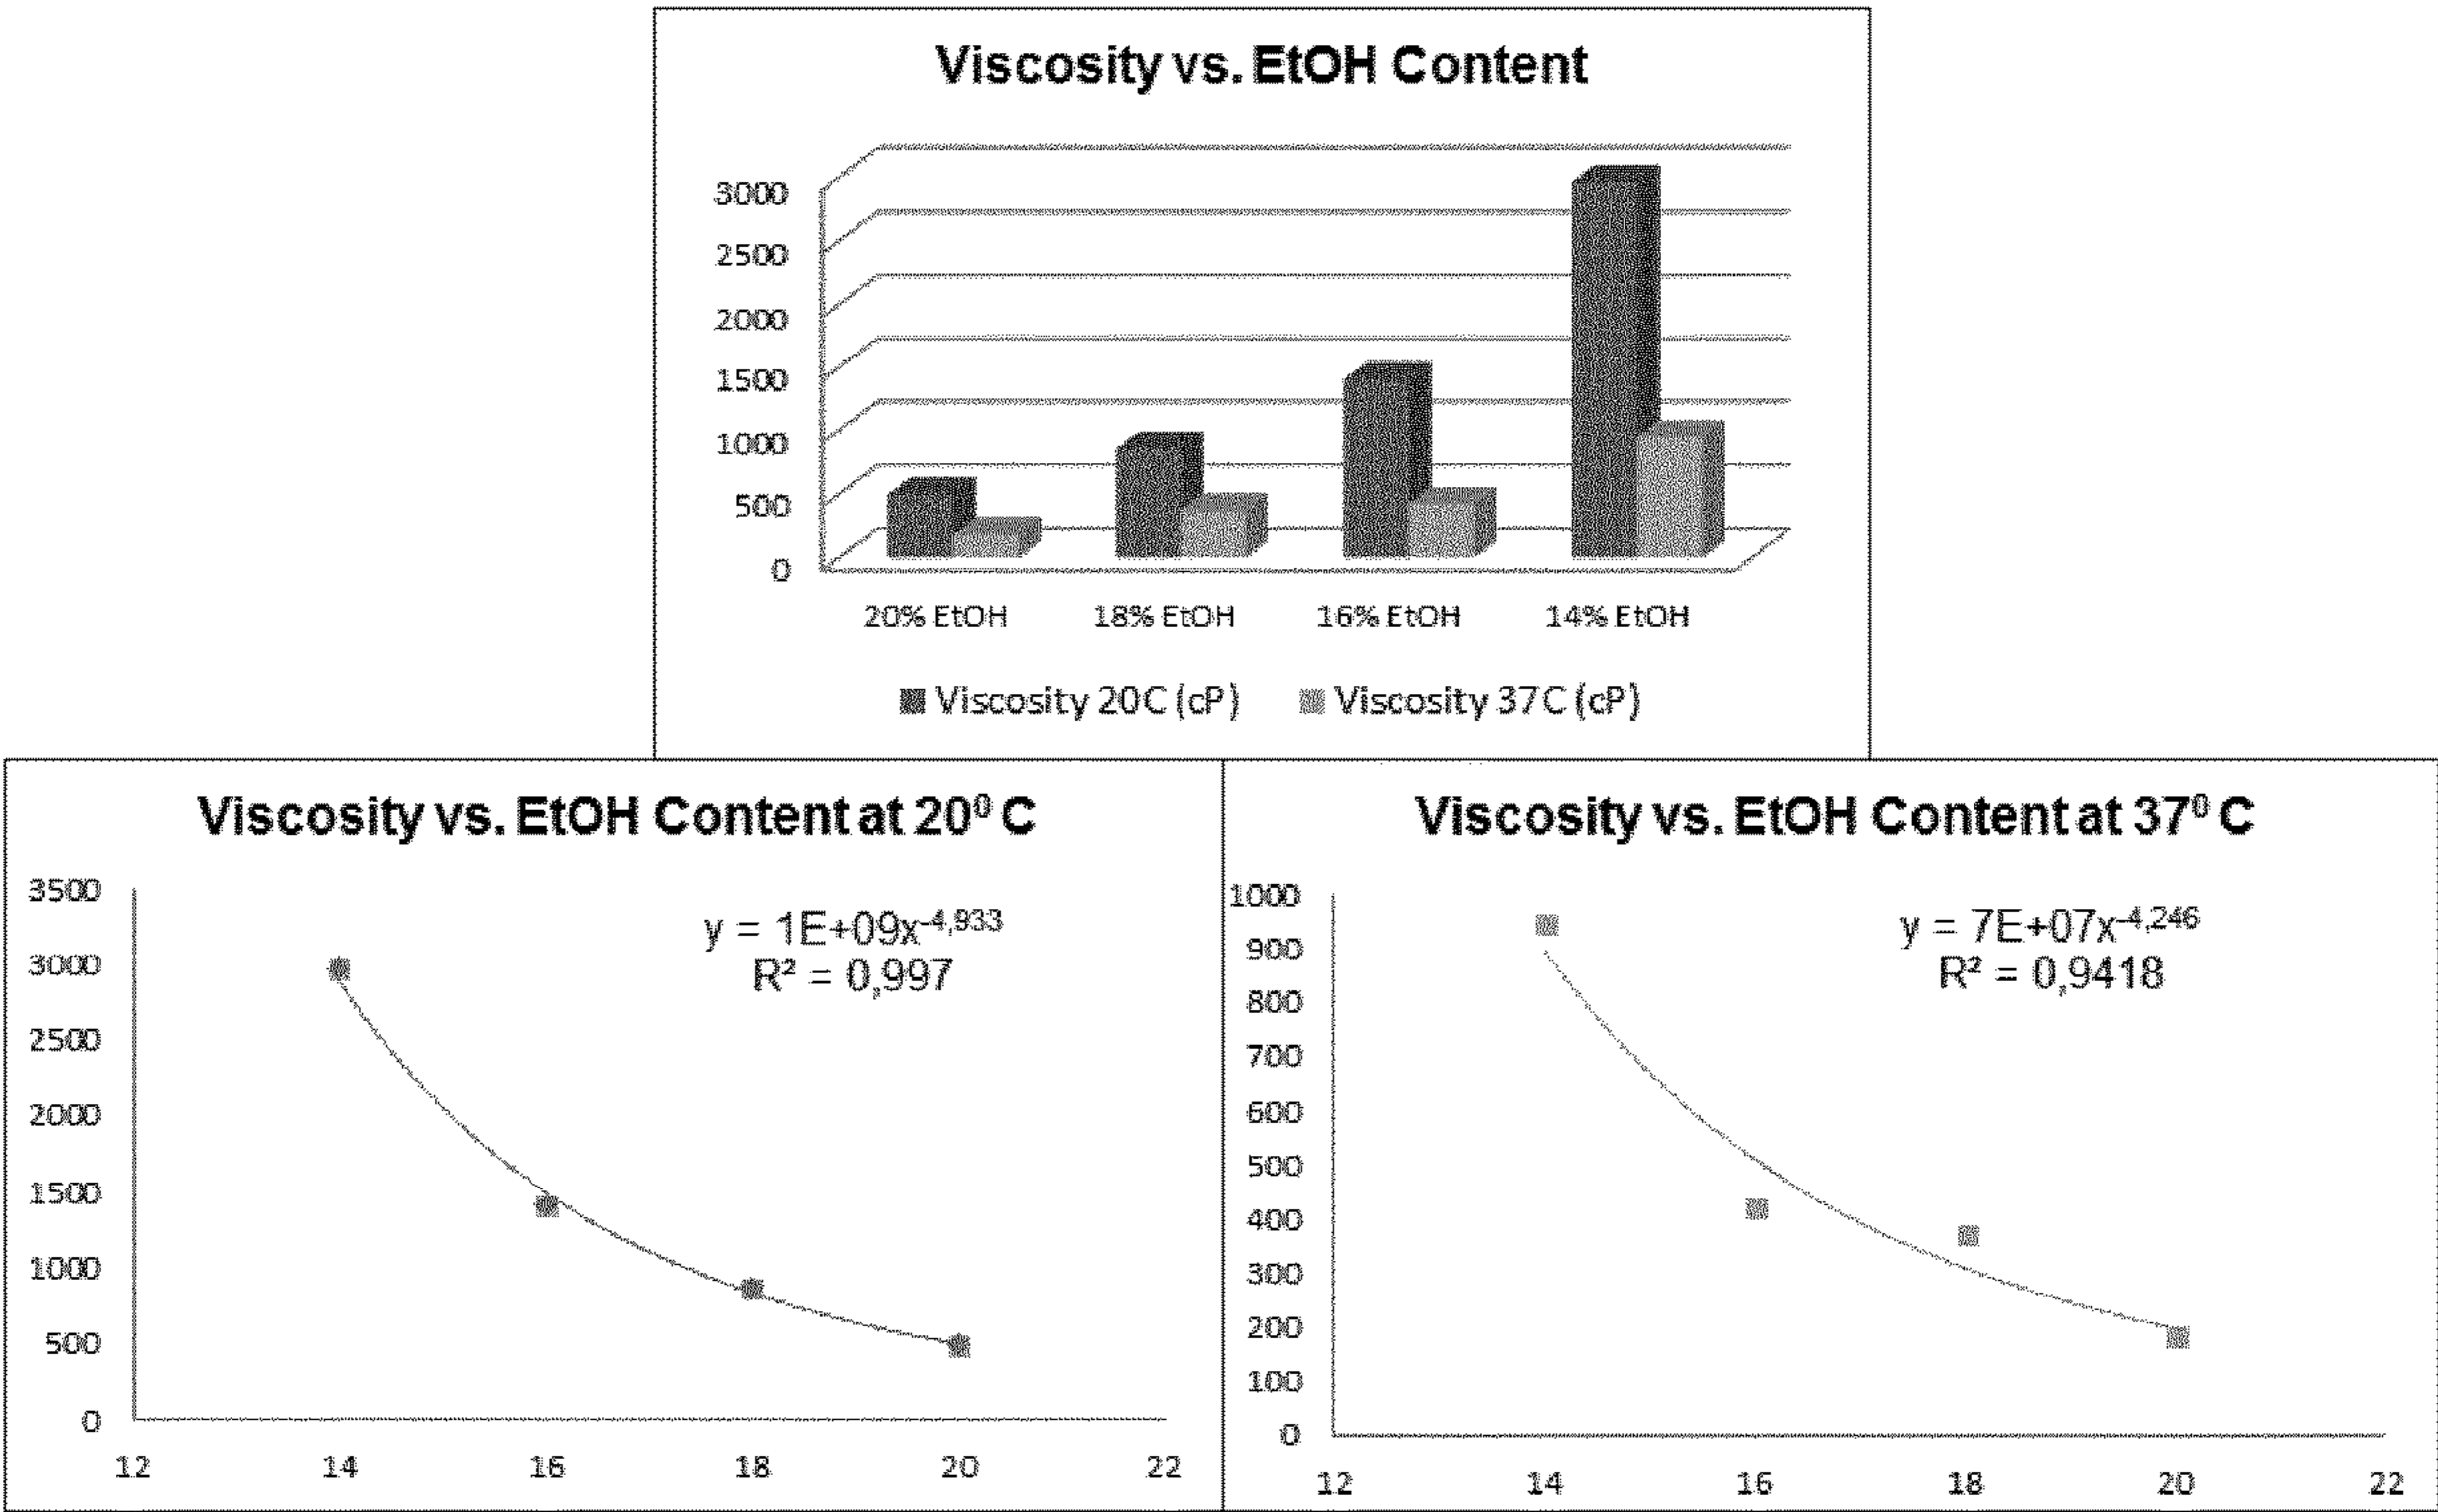 Viscosity vs. EtOH Content
3000
2500
2000
1500
1000
500
0
20% EtOH 18% EtOH 16% EtOH 14% EtOH
Viscosity 20C (cP) Viscosity 37C (cP)
Viscosity vs. EtOH Content at 20⁰ C
y = 1E+09x⁻⁴,⁹³³
R² = 0,997
3500
3000
2500
2000
1500
1000
500
0
12 14 16 18 20 22
Viscosity vs. EtOH Content at 37⁰ C
y = 7E+07x⁻⁴,²⁴⁶
R² = 0,9418
1000
900
800
700
600
500
400
300
200
100
0
12 14 16 18 20 22